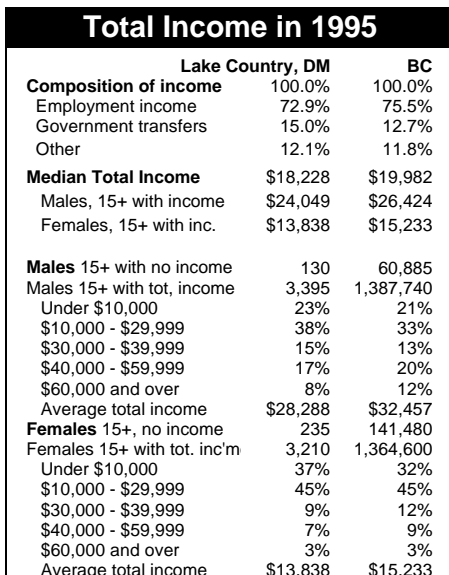 Total Income in 1995
Lake Country, DM BC
Composition of income 100.0% 100.0%
Employment income 72.9% 75.5%
Government transfers 15.0% 12.7%
Other 12.1% 11.8%
Median Total Income $18,228 $19,982
Males, 15+ with income $24,049 $26,424
Females, 15+ with inc. $13,838 $15,233
Males 15+ with no income 130 60,885
Males 15+ with tot, income 3,395 1,387,740
Under $10,000 23% 21%
$10,000 - $29,999 38% 33%
$30,000 - $39,999 15% 13%
$40,000 - $59,999 17% 20%
$60,000 and over 8% 12%
Average total income $28,288 $32,457
Females 15+, no income 235 141,480
Females 15+ with tot. inc'm 3,210 1,364,600
Under $10,000 37% 32%
$10,000 - $29,999 45% 45%
$30,000 - $39,999 9% 12%
$40,000 - $59,999 7% 9%
$60,000 and over 3% 3%
Average total income $13,838 $15,233